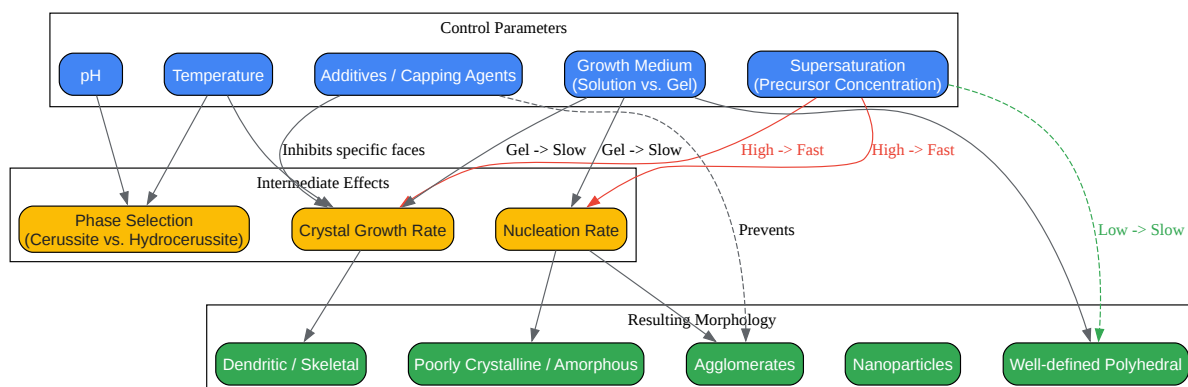 Control Parameters
pH
Temperature
Additives / Capping Agents
Growth Medium
(Solution vs. Gel)
Supersaturation
(Precursor Concentration)
Inhibits specific faces
Gel -> Slow
Gel -> Slow
High -> Fast
High -> Fast
Intermediate Effects
Phase Selection
(Cerussite vs. Hydrocerussite)
Crystal Growth Rate
Nucleation Rate
Prevents
Low -> Slow
Resulting Morphology
Dendritic / Skeletal
Poorly Crystalline / Amorphous
Agglomerates
Nanoparticles
Well-defined Polyhedral